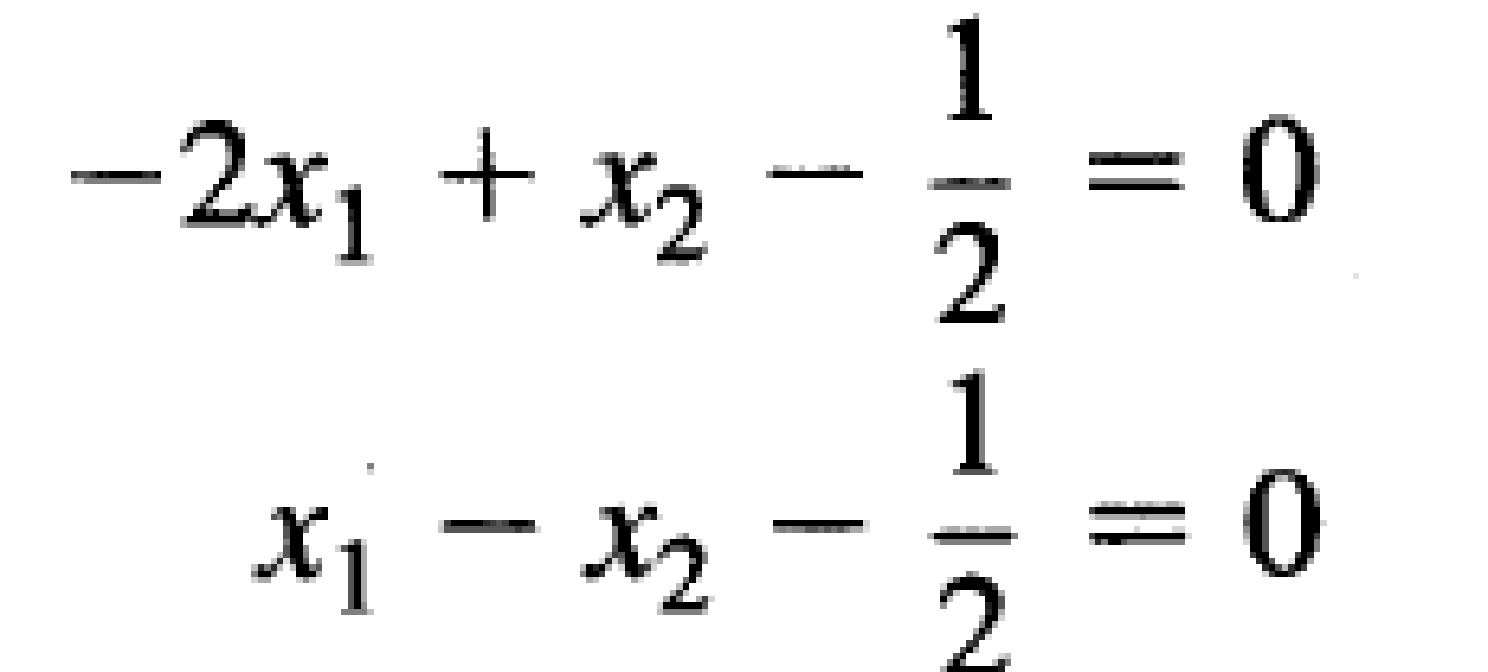 −2x₁ + x₂ − 1/2 = 0
x₁ − x₂ − 1/2 = 0